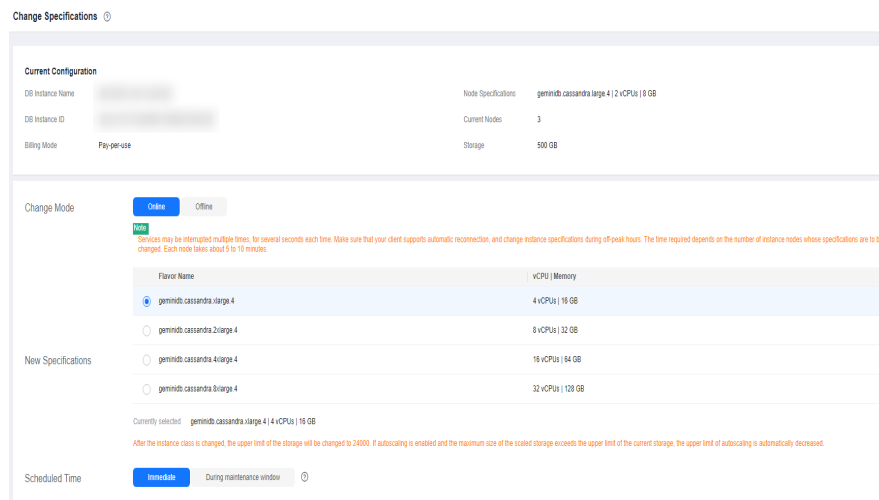 Change Specifications
Current Configuration
DB Instance Name
Node Specifications geminidb.cassandra.large.4 | 2 vCPUs | 8 GB
DB Instance ID
Current Nodes 3
Billing Mode Pay-per-use
Storage 500 GB
Change Mode Online Offline
Note
Services may be interrupted multiple times, for several seconds each time. Make sure that your client supports automatic reconnection, and change instance specifications during off-peak hours. The time required depends on the number of instance nodes whose specifications are to b
changed. Each node takes about 5 to 10 minutes.
Flavor Name vCPU | Memory
geminidb.cassandra.xlarge.4 4 vCPUs | 16 GB
geminidb.cassandra.2xlarge.4 8 vCPUs | 32 GB
New Specifications geminidb.cassandra.4xlarge.4 16 vCPUs | 64 GB
geminidb.cassandra.8xlarge.4 32 vCPUs | 128 GB
Currently selected geminidb.cassandra.xlarge.4 | 4 vCPUs | 16 GB
After the instance class is changed, the upper limit of the storage will be changed to 24000. If autoscaling is enabled and the maximum size of the scaled storage exceeds the upper limit of the current storage, the upper limit of autoscaling is automatically decreased.
Scheduled Time Immediate During maintenance window